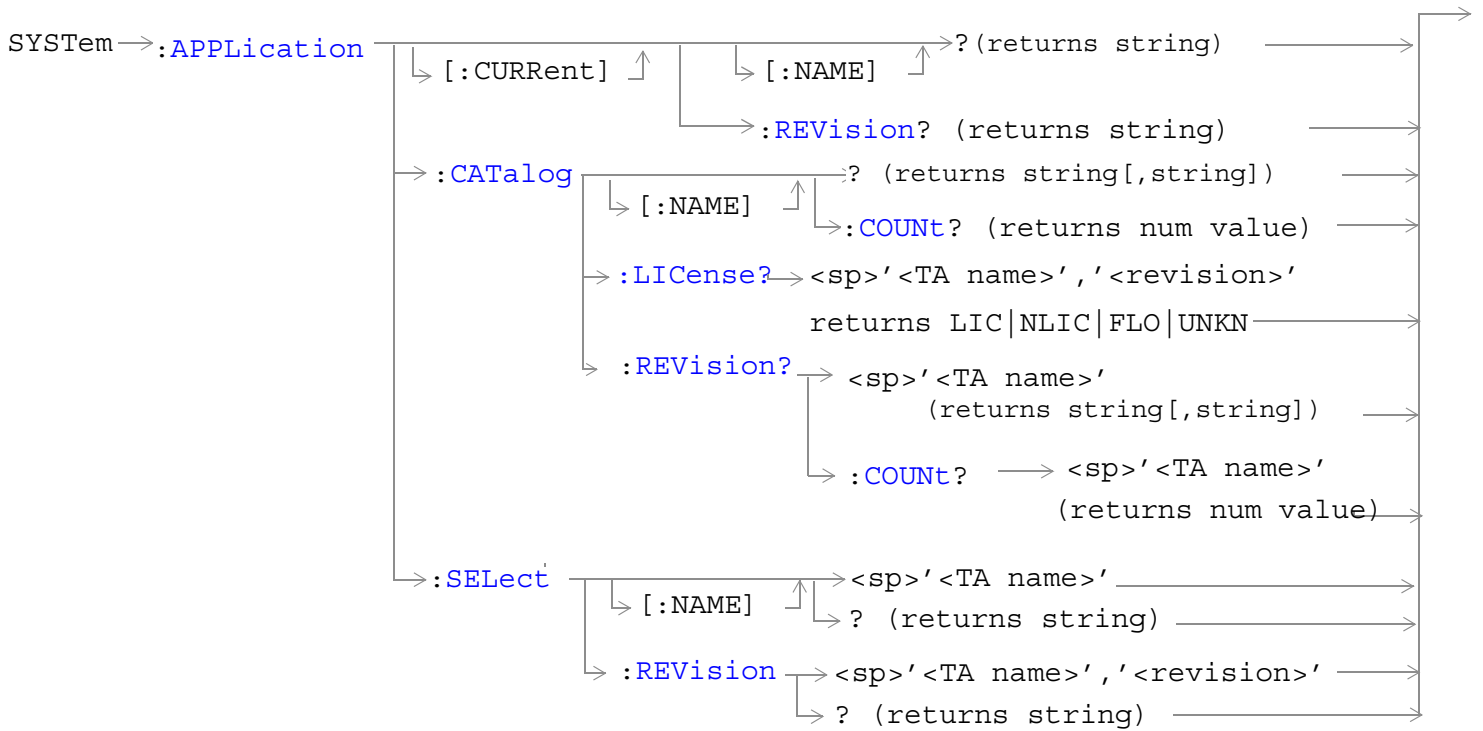 SYSTem :APPLication ?(returns string)
[:CURRent] [:NAME]
:REVision? (returns string)
:CATalog ? (returns string[,string])
[:NAME]
:COUNt? (returns num value)
:LICense? <sp>’<TA name>’,’<revision>’
returns LIC|NLIC|FLO|UNKN
:REVision? <sp>’<TA name>’
(returns string[,string])
:COUNt? <sp>’<TA name>’
(returns num value)
:SELect <sp>’<TA name>’
[:NAME]
? (returns string)
:REVision <sp>’<TA name>’,’<revision>’
? (returns string)